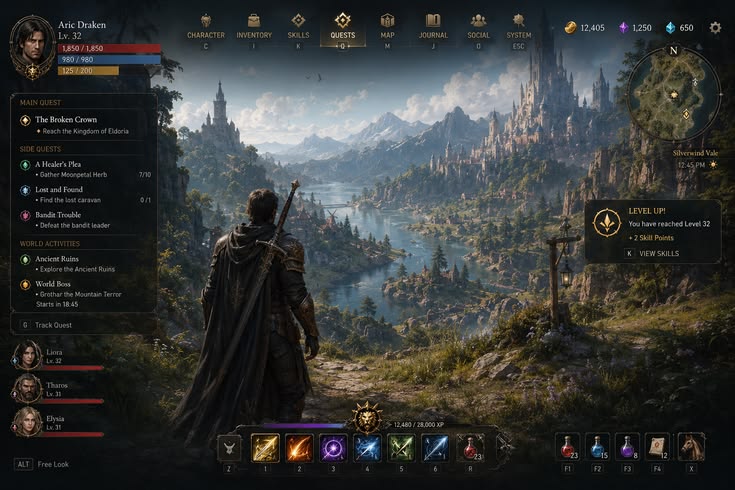 Aric Draken
Lv. 32
1,850 / 1,850
980 / 980
125 / 200
CHARACTER
C
INVENTORY
I
SKILLS
K
QUESTS
Q
MAP
M
JOURNAL
J
SOCIAL
O
SYSTEM
ESC
12,405
1,250
650
N
Silverwind Vale
12:45 PM
MAIN QUEST
The Broken Crown
Reach the Kingdom of Eldoria
SIDE QUESTS
A Healer's Plea
• Gather Moonpetal Herb 7/10
Lost and Found
• Find the lost caravan 0/1
Bandit Trouble
• Defeat the bandit leader
WORLD ACTIVITIES
Ancient Ruins
• Explore the Ancient Ruins
World Boss
• Grothar the Mountain Terror
Starts in 18:45
G Track Quest
LEVEL UP!
You have reached Level 32
+ 2 Skill Points
K VIEW SKILLS
Liora
Lv. 32
Tharos
Lv. 31
Elysia
Lv. 31
ALT Free Look
12,480 / 28,000 XP
23
Z 1 2 3 4 5 6 R
23 15 8 12
F1 F2 F3 F4 X